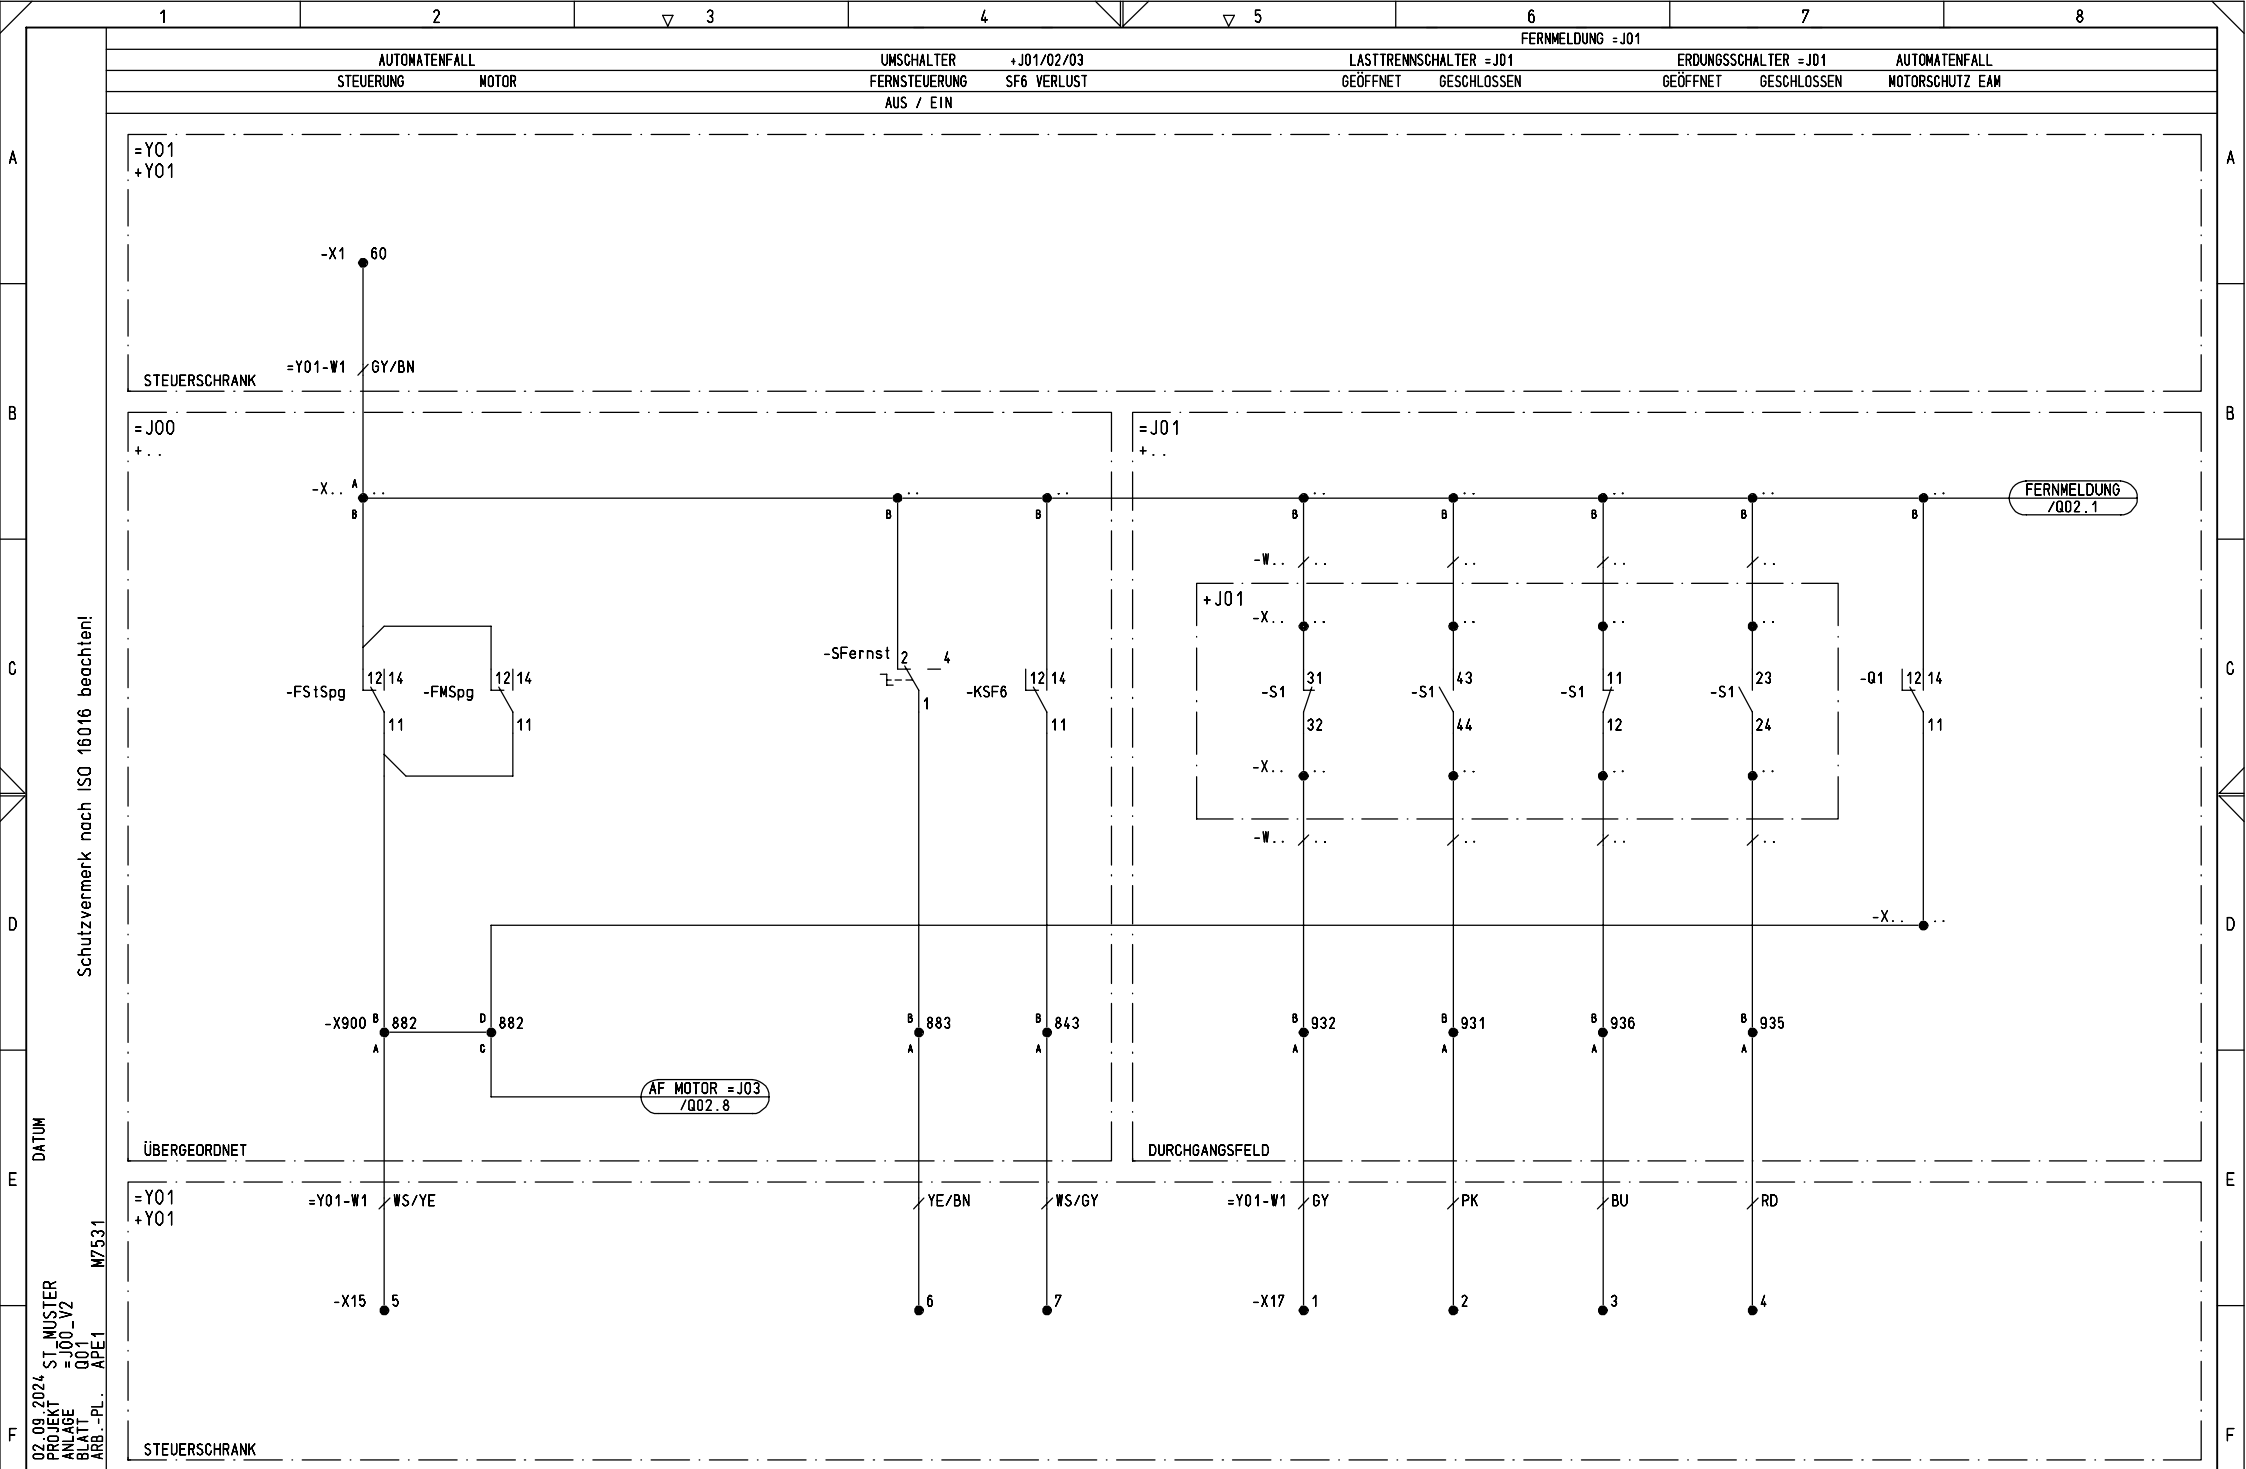 1 2 3 4 5 6 7 8
FERNMELDUNG =J01
AUTOMATENFALL UMSCHALTER +J01/02/03 LASTTRENNSCHALTER =J01 ERDUNGSSCHALTER =J01 AUTOMATENFALL
STEUERUNG MOTOR FERNSTEUERUNG SF6 VERLUST GEÖFFNET GESCHLOSSEN GEÖFFNET GESCHLOSSEN MOTORSCHUTZ EAM
AUS / EIN
A =Y01 A
+Y01
-X1 60
=Y01-W1 GY/BN
STEUERSCHRANK
B B
=J00 =J01
+.. +..
-X.. A .. .. .. .. .. .. .. .. FERNMELDUNG
B B B B B B B B /Q02.1
-W.. .. .. .. ..
+J01
-X.. .. .. .. ..
C -SFernst 2 4 C
-FStSpg 12 14 -FMSpg 12 14 -KSF6 12 14 -S1 31 -S1 43 -S1 11 -S1 23 -Q1 12 14
11 11 1 11 32 44 12 24 11
-X.. .. .. .. ..
-W.. .. .. .. ..
D -X.. .. D
-X900 B 882 D 882 B 883 B 843 B 932 B 931 B 936 B 935
A C A A A A A A
AF MOTOR =J03
/Q02.8
ÜBERGEORDNET DURCHGANGSFELD
E E
=Y01 =Y01-W1 WS/YE YE/BN WS/GY =Y01-W1 GY PK BU RD
+Y01
-X15 5 6 7 -X17 1 2 3 4
F STEUERSCHRANK F
Schutzvermerk nach ISO 16016 beachten!
02.09.2024 DATUM
PROJEKT ST_MUSTER
ANLAGE =J00_V2
BLATT Q01
ARB.-PL. APE1 M7531